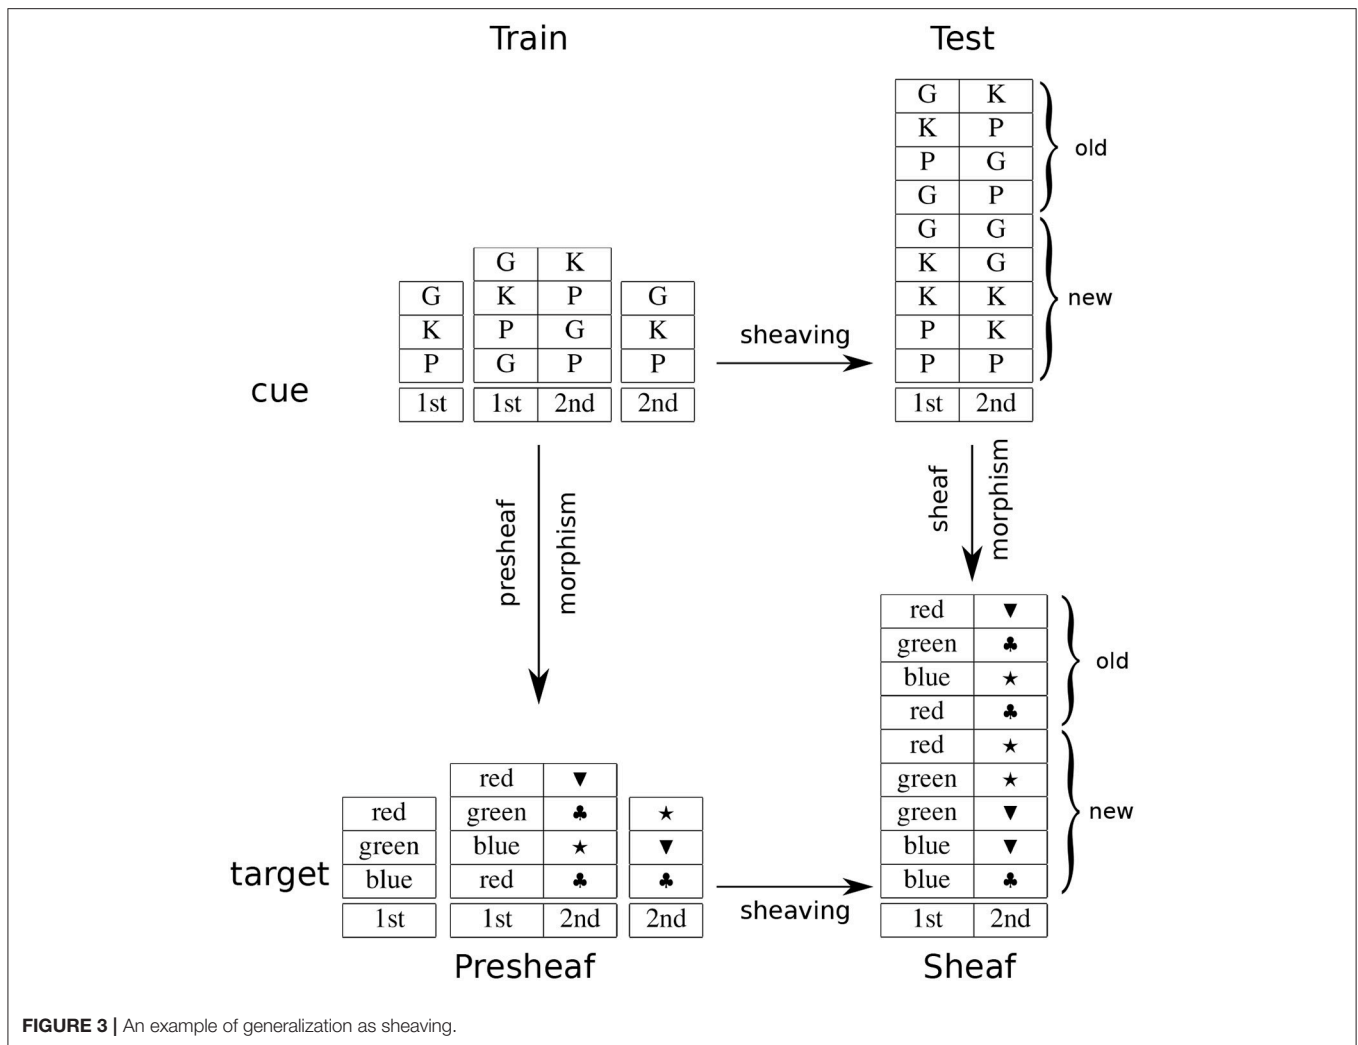 Train Test
G K
K P
P G
G P
old
G G
K G
K K
P K
P P
new
1st 2nd
G K
G K P G
K P G K
P G P P
1st 1st 2nd 2nd
cue
sheaving
presheaf morphism
sheaf morphism
red ▼
green ♣
blue ★
red ♣
old
red ★
green ★
green ▼
blue ▼
blue ♣
new
1st 2nd
red ▼
red green ♣ ★
green blue ★ ▼
blue red ♣ ♣
1st 1st 2nd 2nd
target
sheaving
Presheaf Sheaf
FIGURE 3 | An example of generalization as sheaving.